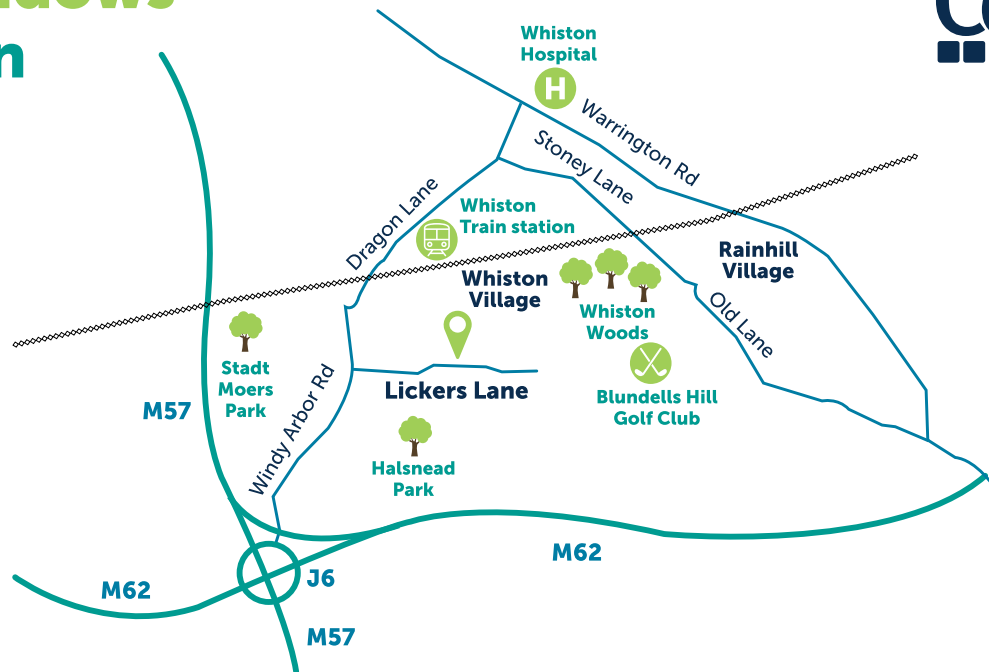 Whiston
Hospital
H
Warrington Rd
Stoney Lane
Dragon Lane
Whiston
Train station
Rainhill
Village
Whiston
Village
Whiston
Woods
Old Lane
Stadt
Moers
Park
Lickers Lane
Blundells Hill
Golf Club
M57
Windy Arbor Rd
Halsnead
Park
M62
J6
M62
M57